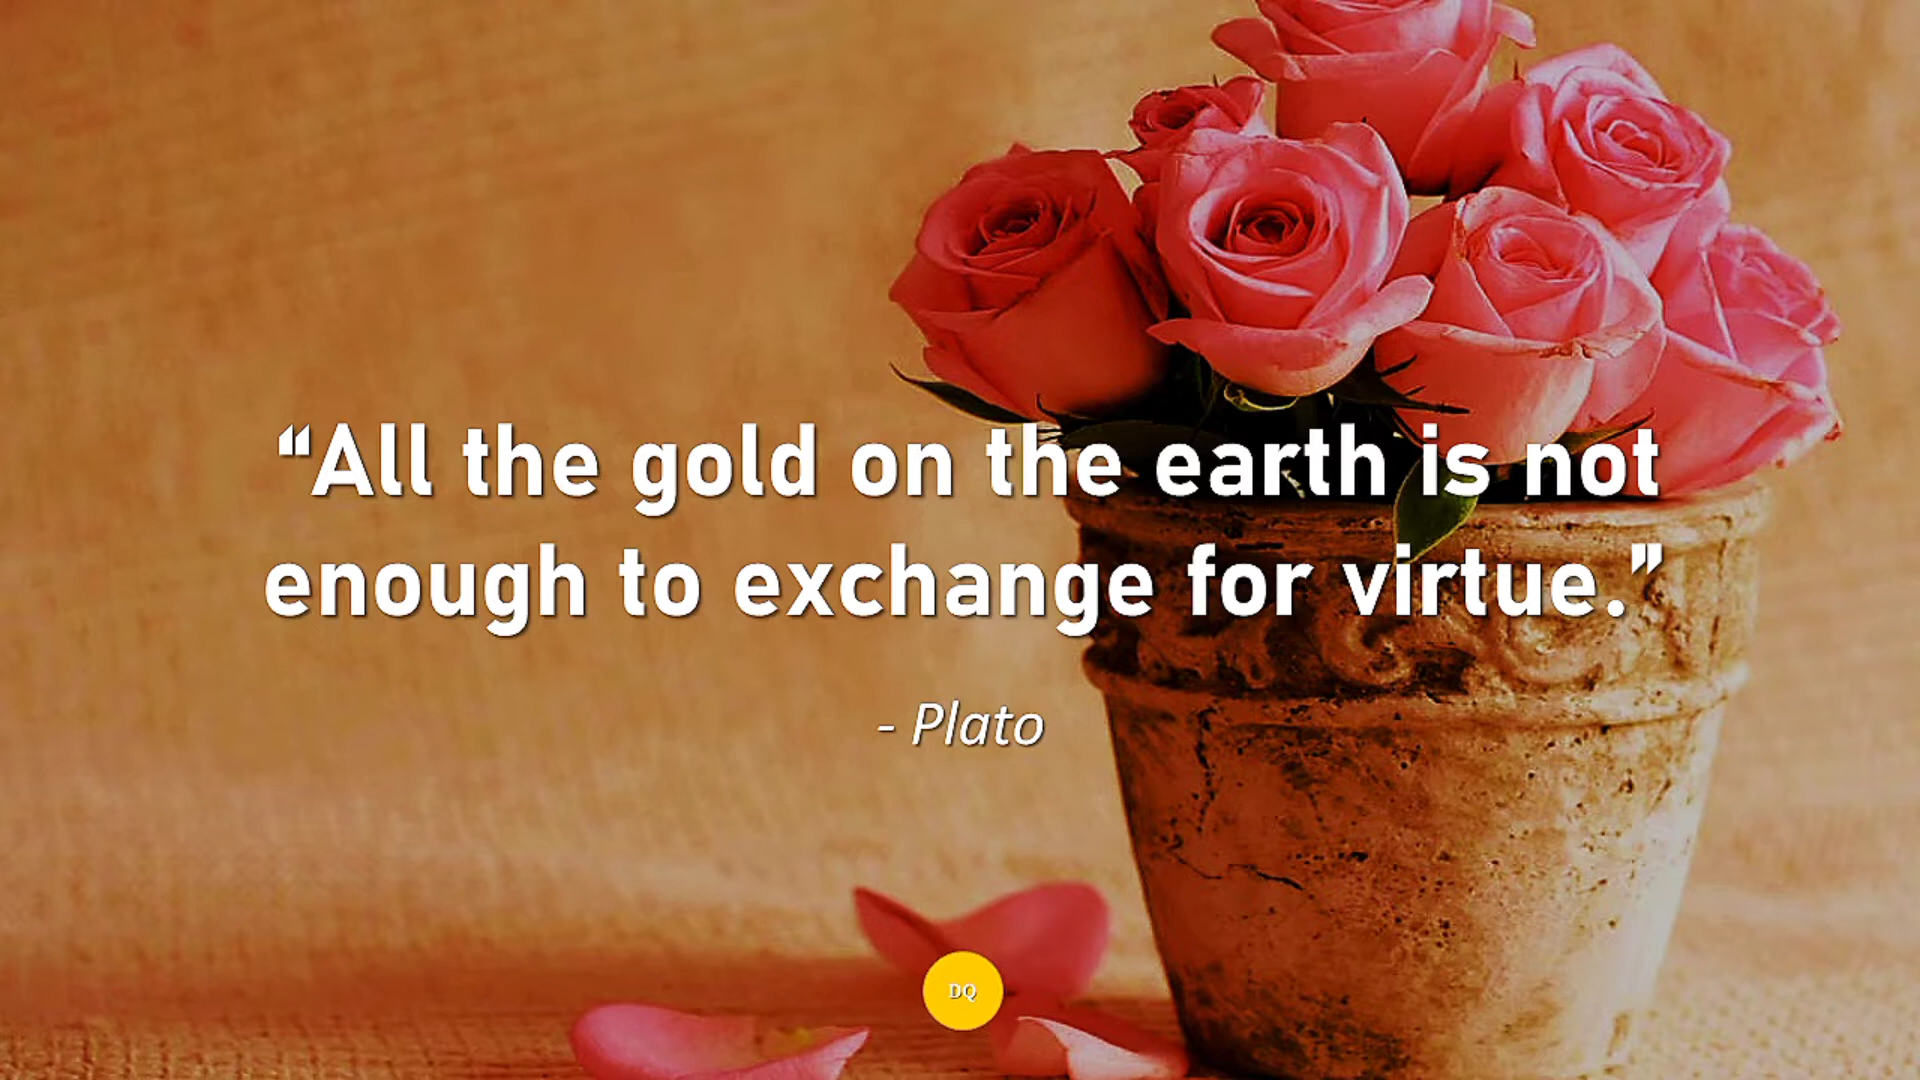 “All the gold on the earth is not
enough to exchange for virtue.”
- Plato
DQ